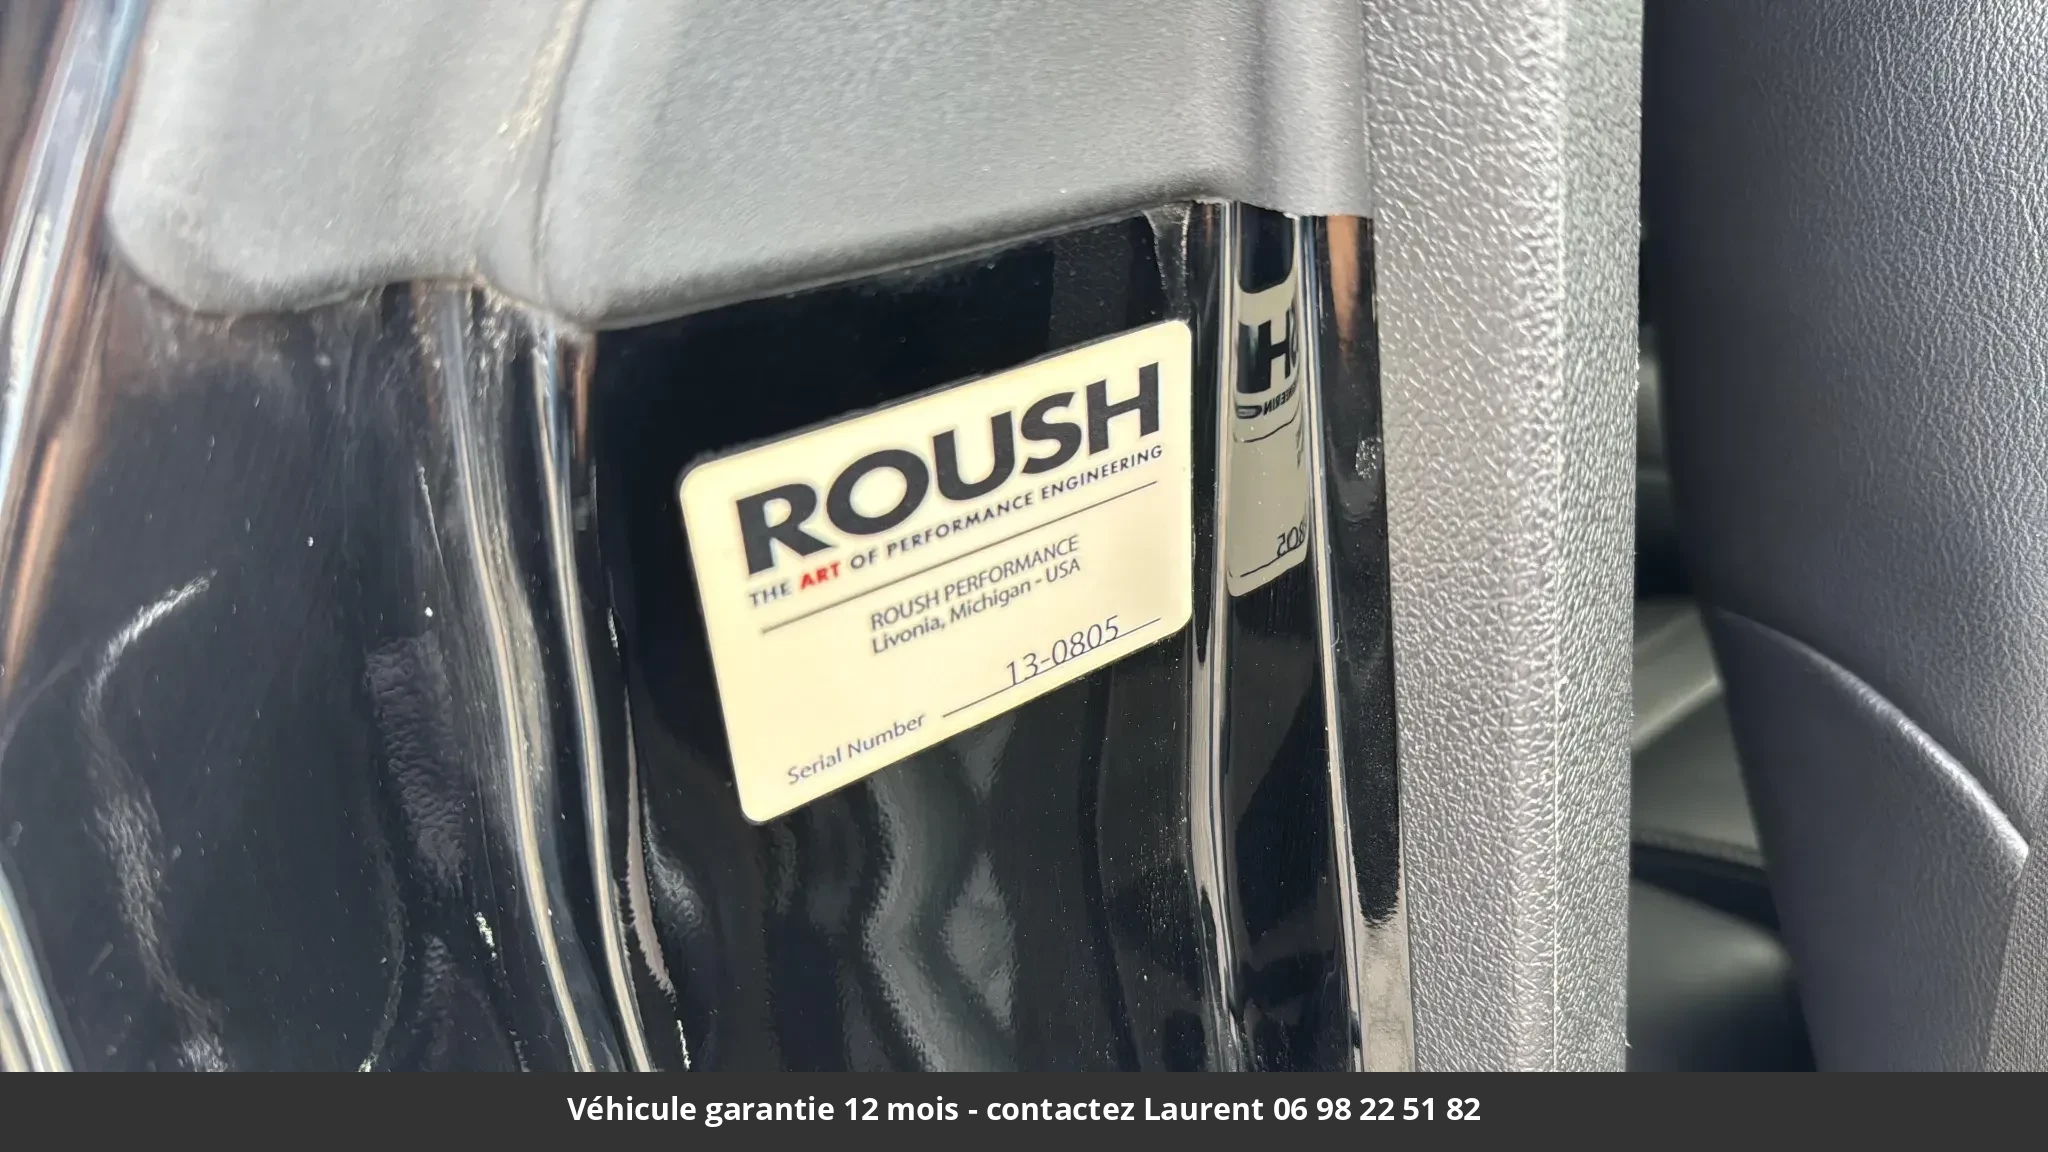 ROUSH
THE ART OF PERFORMANCE ENGINEERING
ROUSH PERFORMANCE
Livonia, Michigan - USA
13-0805
Serial Number
Véhicule garantie 12 mois - contactez Laurent 06 98 22 51 82